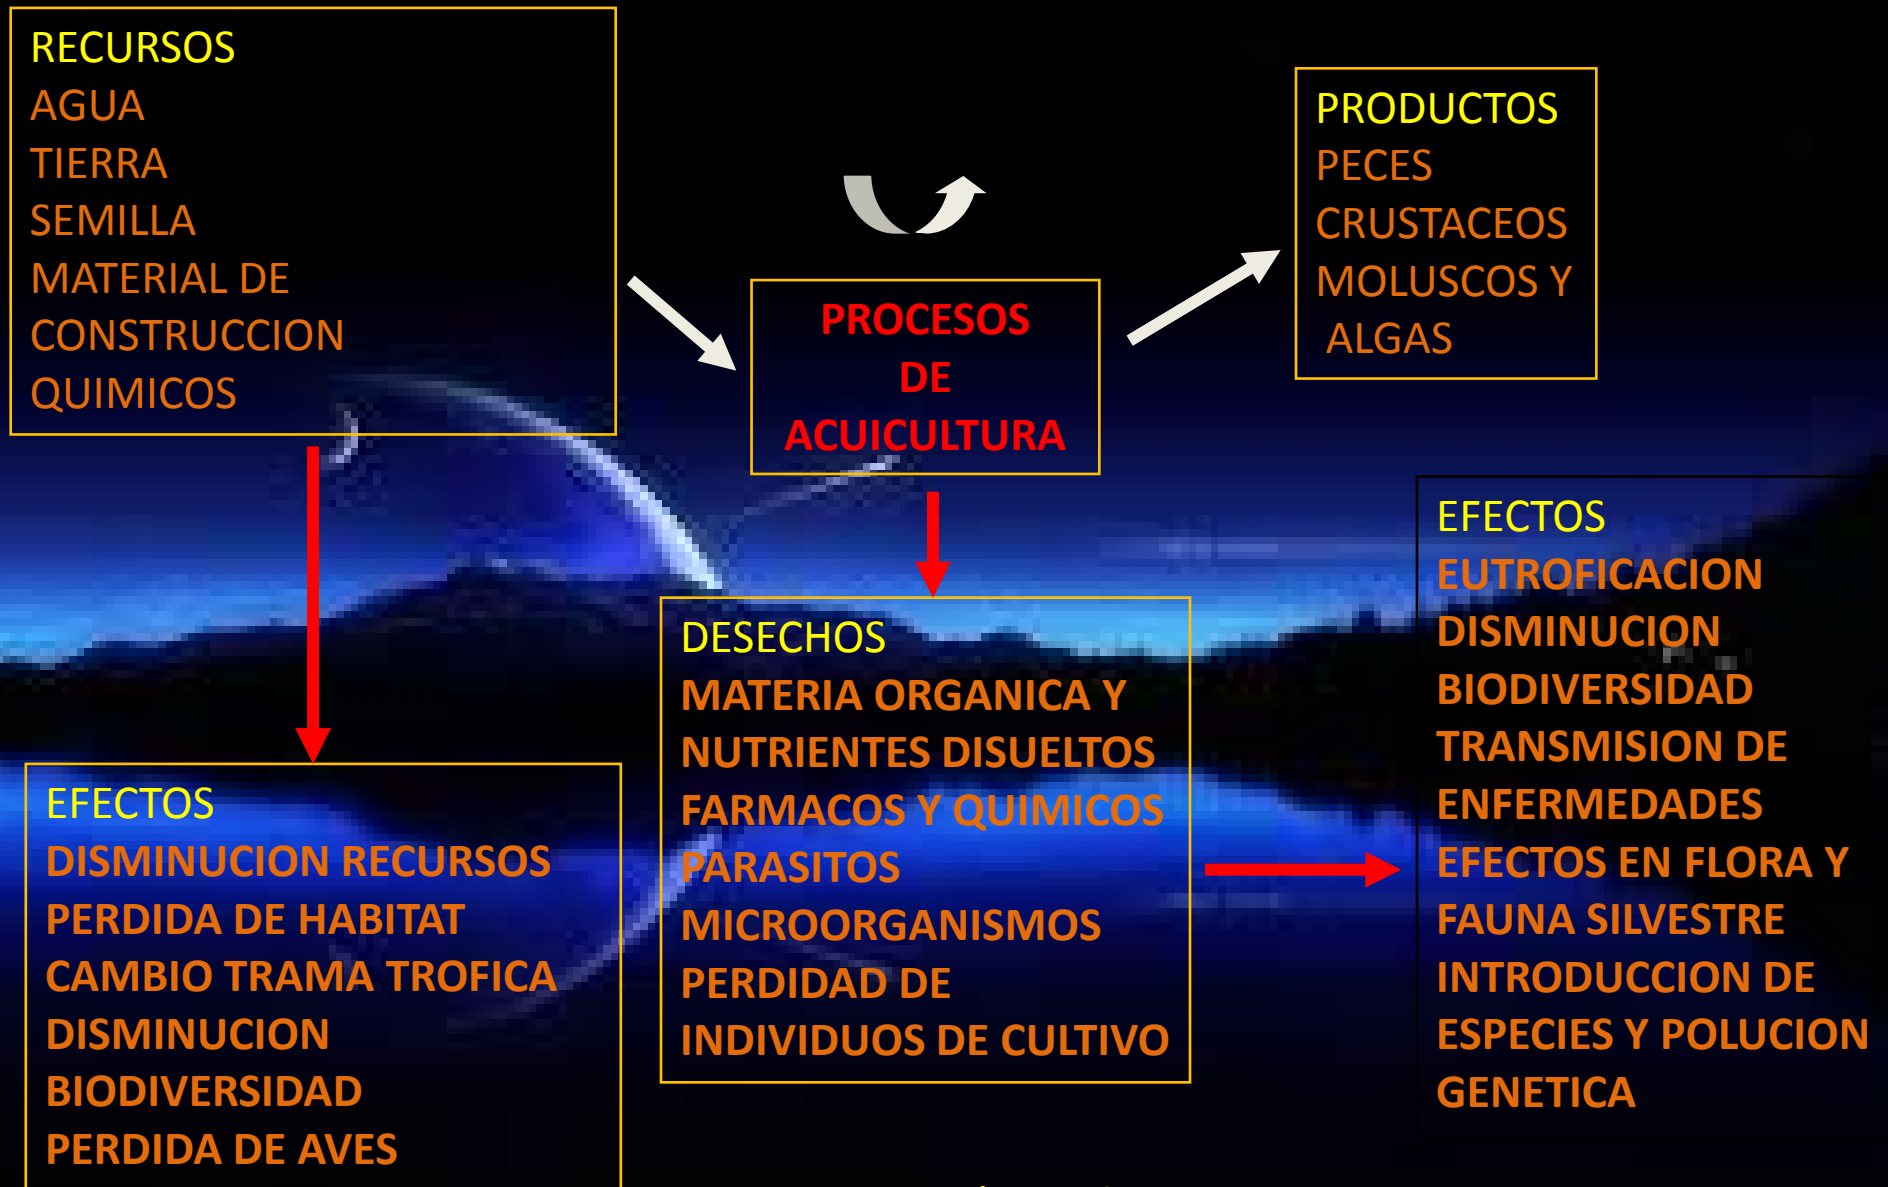 RECURSOS
AGUA
TIERRA
SEMILLA
MATERIAL DE
CONSTRUCCION
QUIMICOS
PROCESOS
DE
ACUICULTURA
PRODUCTOS
PECES
CRUSTACEOS
MOLUSCOS Y
ALGAS
EFECTOS
DISMINUCION RECURSOS
PERDIDA DE HABITAT
CAMBIO TRAMA TROFICA
DISMINUCION
BIODIVERSIDAD
PERDIDA DE AVES
DESECHOS
MATERIA ORGANICA Y
NUTRIENTES DISUELTOS
FARMACOS Y QUIMICOS
PARASITOS
MICROORGANISMOS
PERDIDAD DE
INDIVIDUOS DE CULTIVO
EFECTOS
EUTROFICACION
DISMINUCION
BIODIVERSIDAD
TRANSMISION DE
ENFERMEDADES
EFECTOS EN FLORA Y
FAUNA SILVESTRE
INTRODUCCION DE
ESPECIES Y POLUCION
GENETICA